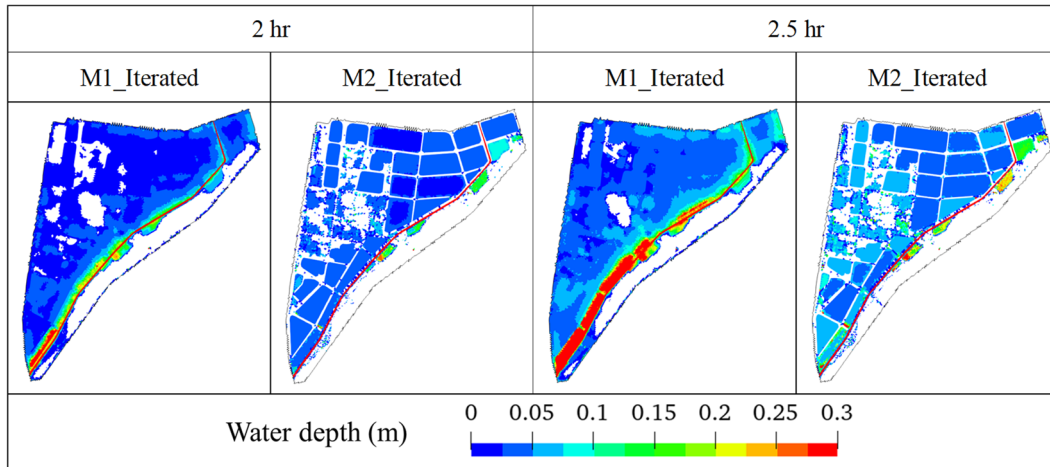 2 hr 2.5 hr
M1_Iterated M2_Iterated M1_Iterated M2_Iterated
0 0.05 0.1 0.15 0.2 0.25 0.3
Water depth (m)